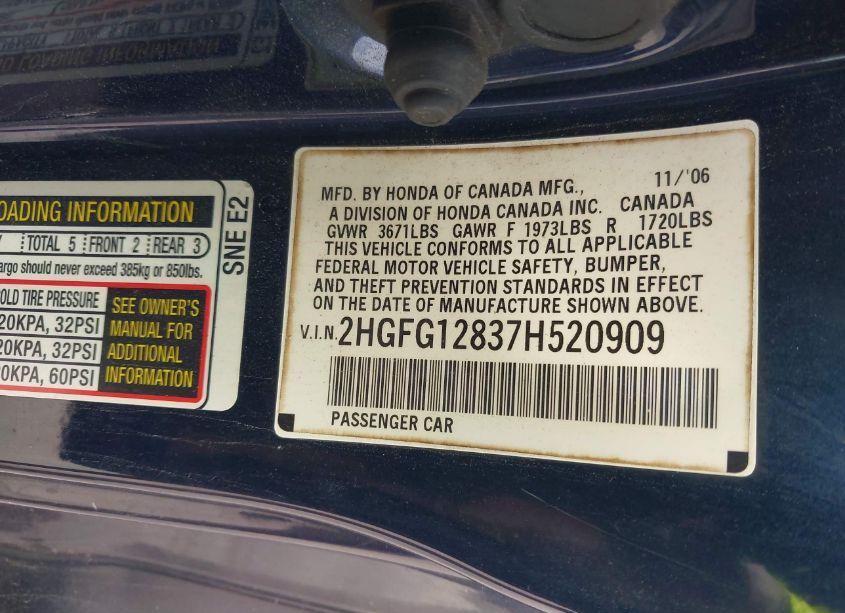 OADING INFORMATION
TOTAL 5 FRONT 2 REAR 3
argo should never exceed 385kg or 850lbs.
OLD TIRE PRESSURE
20KPA, 32PSI
20KPA, 32PSI
0KPA, 60PSI
SEE OWNER'S
MANUAL FOR
ADDITIONAL
INFORMATION
SNE E2
MFD. BY HONDA OF CANADA MFG., 11/'06
A DIVISION OF HONDA CANADA INC. CANADA
GVWR 3671LBS GAWR F 1973LBS R 1720LBS
THIS VEHICLE CONFORMS TO ALL APPLICABLE
FEDERAL MOTOR VEHICLE SAFETY, BUMPER,
AND THEFT PREVENTION STANDARDS IN EFFECT
ON THE DATE OF MANUFACTURE SHOWN ABOVE.
V.I.N. 2HGFG12837H520909
PASSENGER CAR